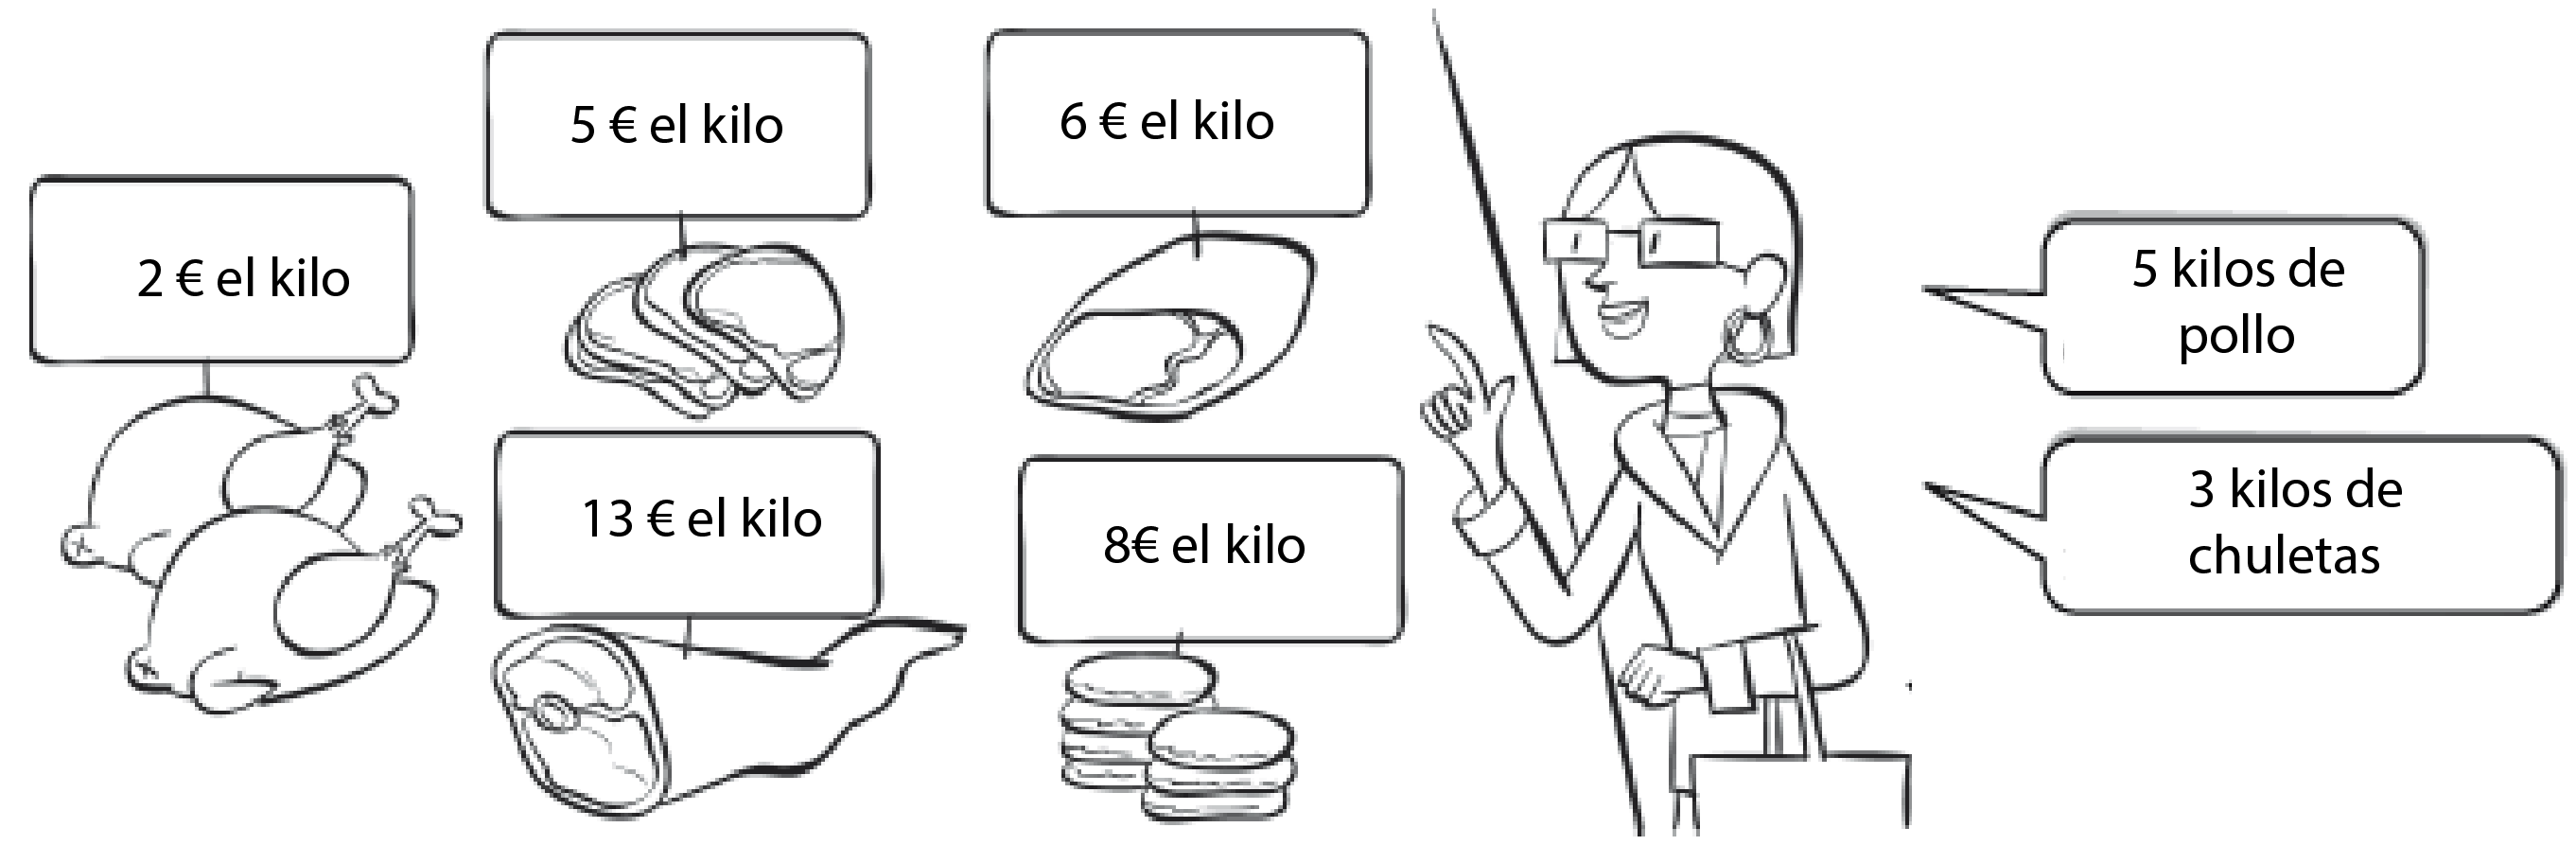 2 € el kilo
5 € el kilo
6 € el kilo
13 € el kilo
8€ el kilo
5 kilos de
pollo
3 kilos de
chuletas